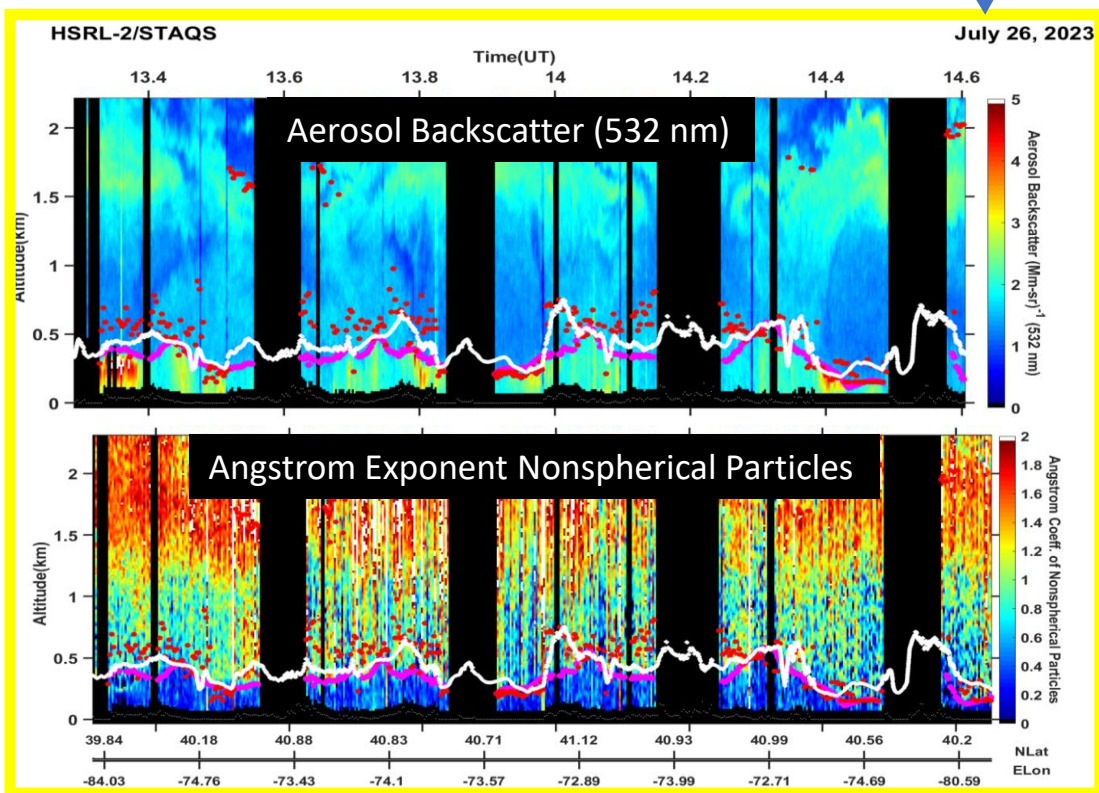 HSRL-2/STAQS
July 26, 2023
Time(UT)
13.4 13.6 13.8 14 14.2 14.4 14.6
Aerosol Backscatter (532 nm)
2
1.5
1
0.5
0
Altitude(km)
5
4
3
2
1
0
Aerosol Backscatter (Mm-sr)⁻¹ (532 nm)
Angstrom Exponent Nonspherical Particles
2
1.5
1
0.5
0
Altitude(km)
2
1.8
1.6
1.4
1.2
1
0.8
0.6
0.4
0.2
0
Angstrom Coeff. of Nonspherical Particles
39.84 40.18 40.88 40.83 40.71 41.12 40.93 40.99 40.56 40.2
NLat
ELon
-84.03 -74.76 -73.43 -74.1 -73.57 -72.89 -73.99 -72.71 -74.69 -80.59